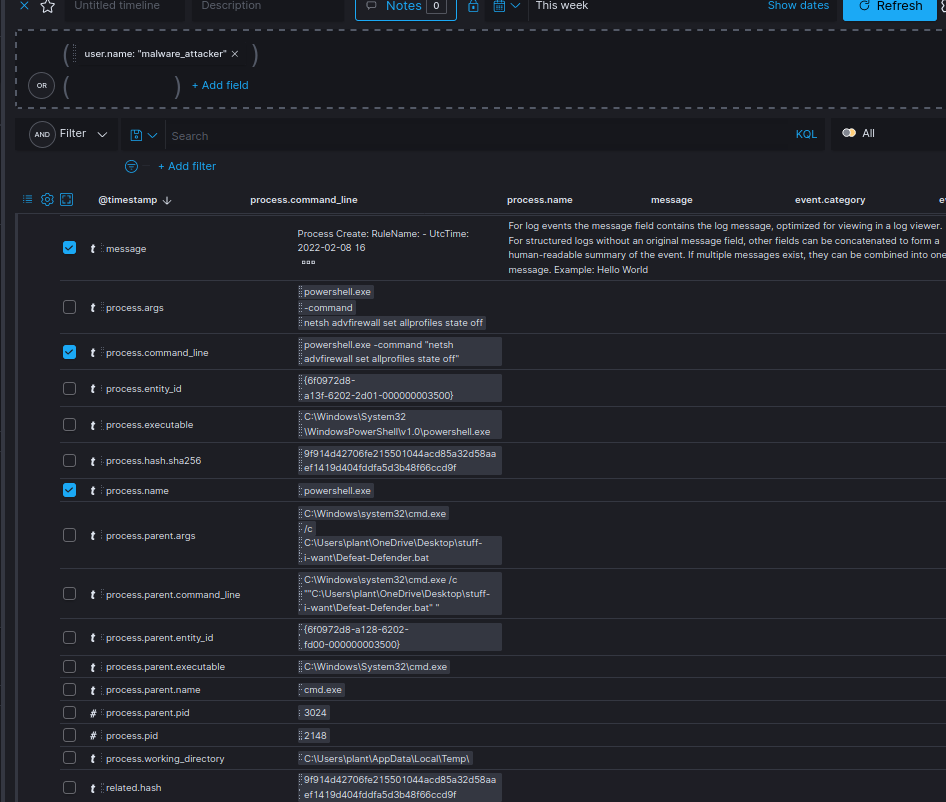 Untitled timeline Description Notes 0 This week Show dates Refresh
( user.name: "malware_attacker" × )
OR ( ) + Add field
AND Filter Search KQL All
+ Add filter
@timestamp ↓ process.command_line process.name message event.category
t message
Process Create: RuleName: - UtcTime:
2022-02-08 16
For log events the message field contains the log message, optimized for viewing in a log viewer.
For structured logs without an original message field, other fields can be concatenated to form a
human-readable summary of the event. If multiple messages exist, they can be combined into one
message. Example: Hello World
t process.args
powershell.exe
-command
netsh advfirewall set allprofiles state off
t process.command_line
powershell.exe -command "netsh
advfirewall set allprofiles state off"
t process.entity_id
{6f0972d8-
a13f-6202-2d01-000000003500}
t process.executable
C:\Windows\System32
\WindowsPowerShell\v1.0\powershell.exe
t process.hash.sha256
9f914d42706fe215501044acd85a32d58aa
ef1419d404fddfa5d3b48f66ccd9f
t process.name
powershell.exe
t process.parent.args
C:\Windows\system32\cmd.exe
/c
C:\Users\plant\OneDrive\Desktop\stuff-
i-want\Defeat-Defender.bat
t process.parent.command_line
C:\Windows\system32\cmd.exe /c
""C:\Users\plant\OneDrive\Desktop\stuff-
i-want\Defeat-Defender.bat" "
t process.parent.entity_id
{6f0972d8-a128-6202-
fd00-000000003500}
t process.parent.executable
C:\Windows\System32\cmd.exe
t process.parent.name
cmd.exe
# process.parent.pid
3024
# process.pid
2148
t process.working_directory
C:\Users\plant\AppData\Local\Temp\
t related.hash
9f914d42706fe215501044acd85a32d58aa
ef1419d404fddfa5d3b48f66ccd9f